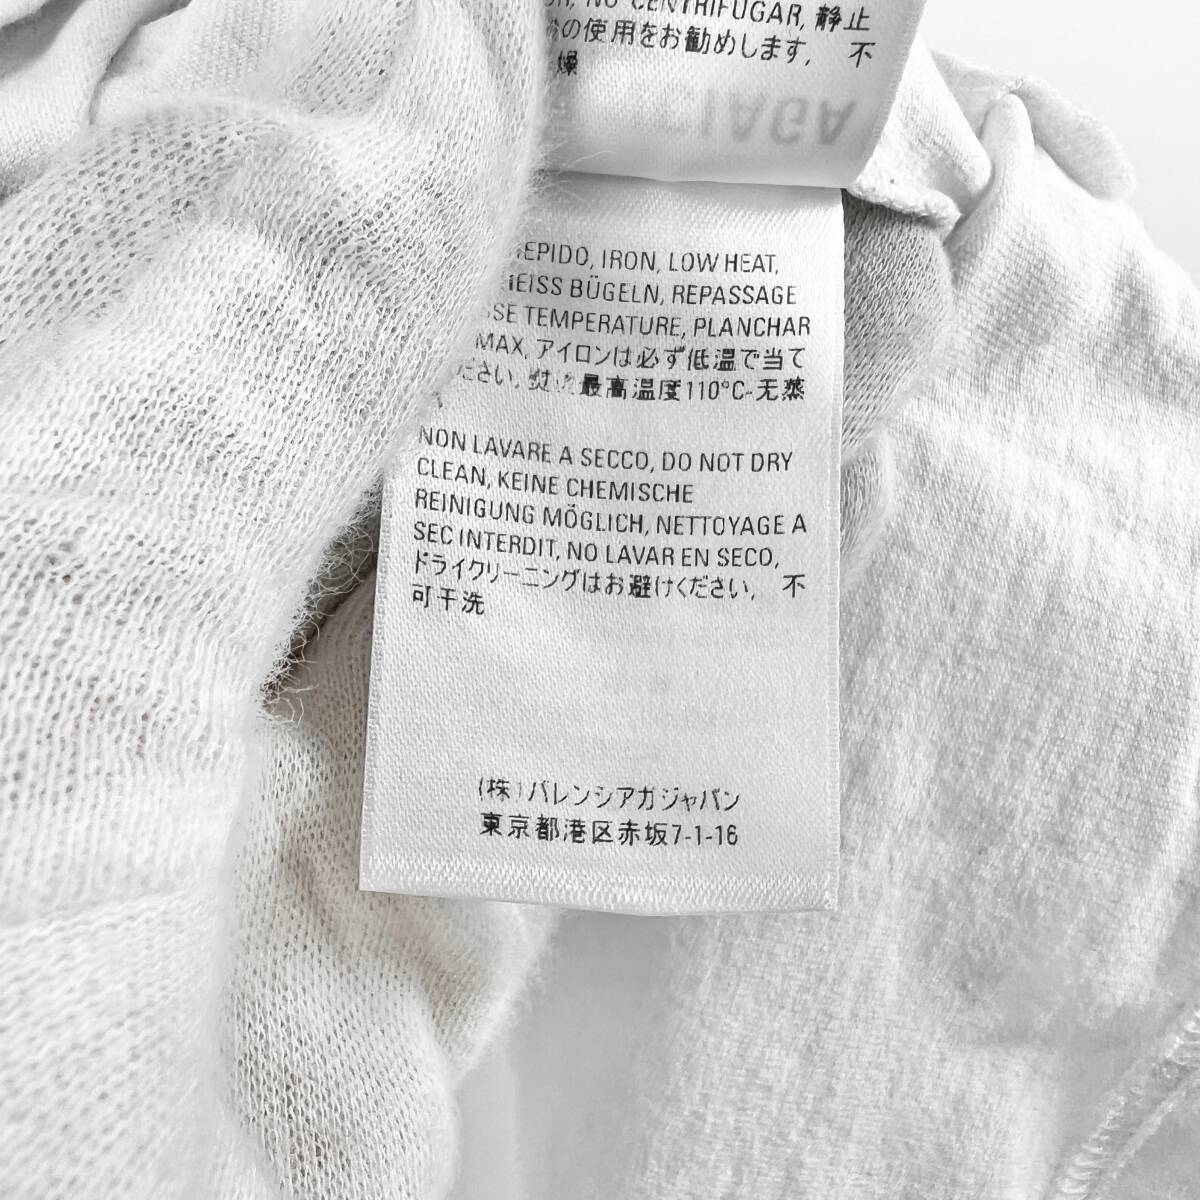 NO CENTRIFUGAR, 静止
の使用をお勧めします, 不
燥
IRON, LOW HEAT,
BÜGELN, REPASSAGE
TEMPERATURE, PLANCHAR
MAX, アイロンは必ず低温で当て
ださい, 最高温度110°C-无蒸
NON LAVARE A SECCO, DO NOT DRY
CLEAN, KEINE CHEMISCHE
REINIGUNG MÖGLICH, NETTOYAGE A
SEC INTERDIT, NO LAVAR EN SECO,
ドライクリーニングはお避けください, 不
可干洗
(株)バレンシアガジャパン
東京都港区赤坂7-1-16